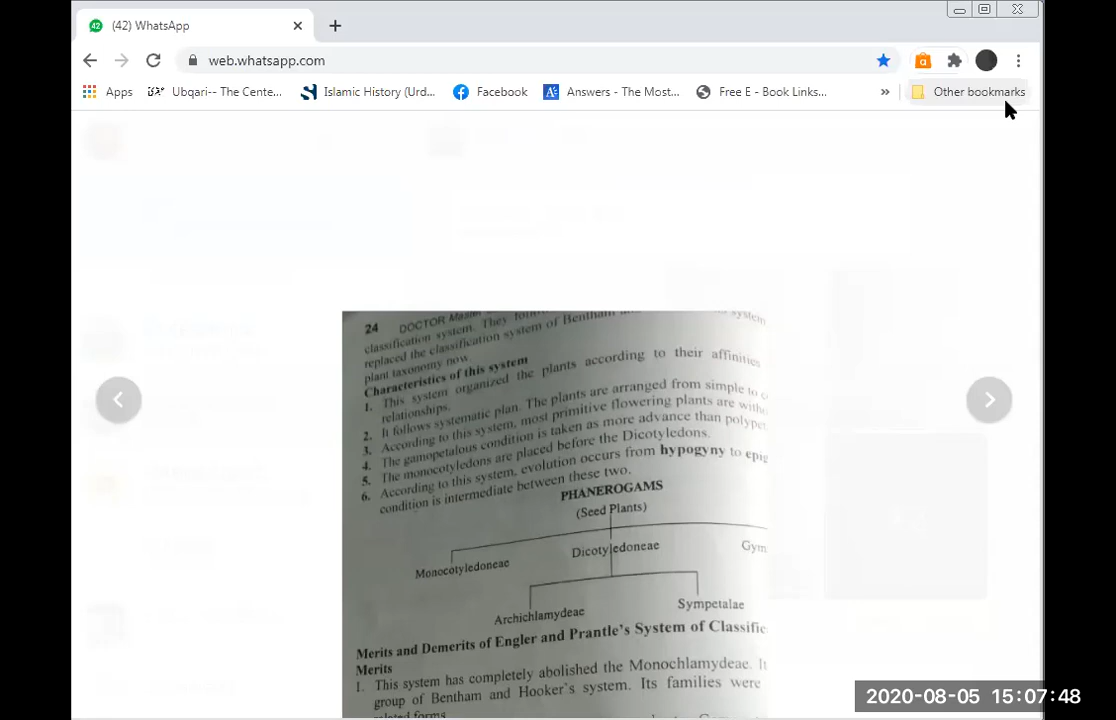 42
(42) WhatsApp
web.whatsapp.com
Apps
Ubqari-- The Cente...
Islamic History (Urd...
Facebook
Answers - The Most...
Free E - Book Links...
»
Other bookmarks
24 DOCTOR
classification system. They
replaced the classification system of Bentham
plant taxonomy now.
Characteristics of this system
1. This system organized the plants according to their affinities
relationships.
2. It follows systematic plan. The plants are arranged from simple to
3. According to this system, most primitive flowering plants are
4. The gamopetalous condition is taken as more advance than
5. The monocotyledons are placed before the Dicotyledons.
6. According to this system, evolution occurs from hypogyny to
condition is intermediate between these two.
PHANEROGAMS
(Seed Plants)
Monocotyledoneae
Dicotyledoneae
Gym
Archichlamydeae
Sympetalae
Merits and Demerits of Engler and Prantle's System of Classific
Merits
1. This system has completely abolished the Monochlamydeae. It
group of Bentham and Hooker's system. Its families were
related forms
2020-08-05 15:07:48